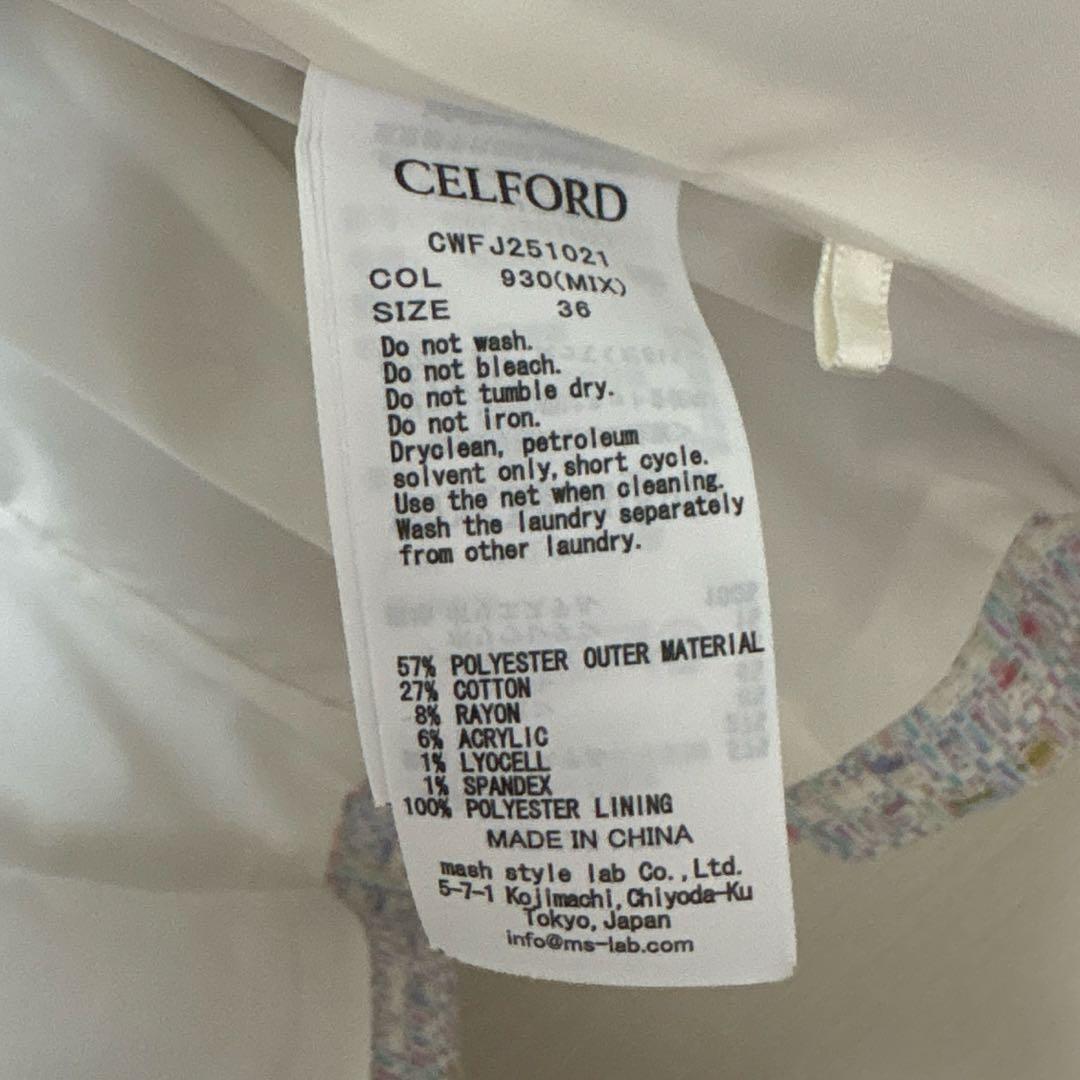 CELFORD
CWFJ251021
COL 930(MIX)
SIZE 36
Do not wash.
Do not bleach.
Do not tumble dry.
Do not iron.
Dryclean, petroleum
solvent only, short cycle.
Use the net when cleaning.
Wash the laundry separately
from other laundry.
57% POLYESTER OUTER MATERIAL
27% COTTON
8% RAYON
6% ACRYLIC
1% LYOCELL
1% SPANDEX
100% POLYESTER LINING
MADE IN CHINA
mash style lab Co.,Ltd.
5-7-1 Kojimachi, Chiyoda-Ku
Tokyo, Japan
info@ms-lab.com